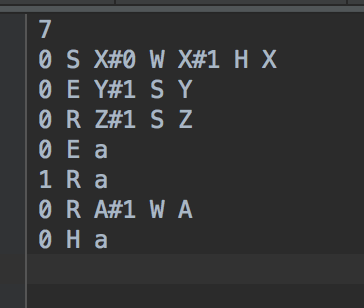 7
0 S X#0 W X#1 H X
0 E Y#1 S Y
0 R Z#1 S Z
0 E a
1 R a
0 R A#1 W A
0 H a